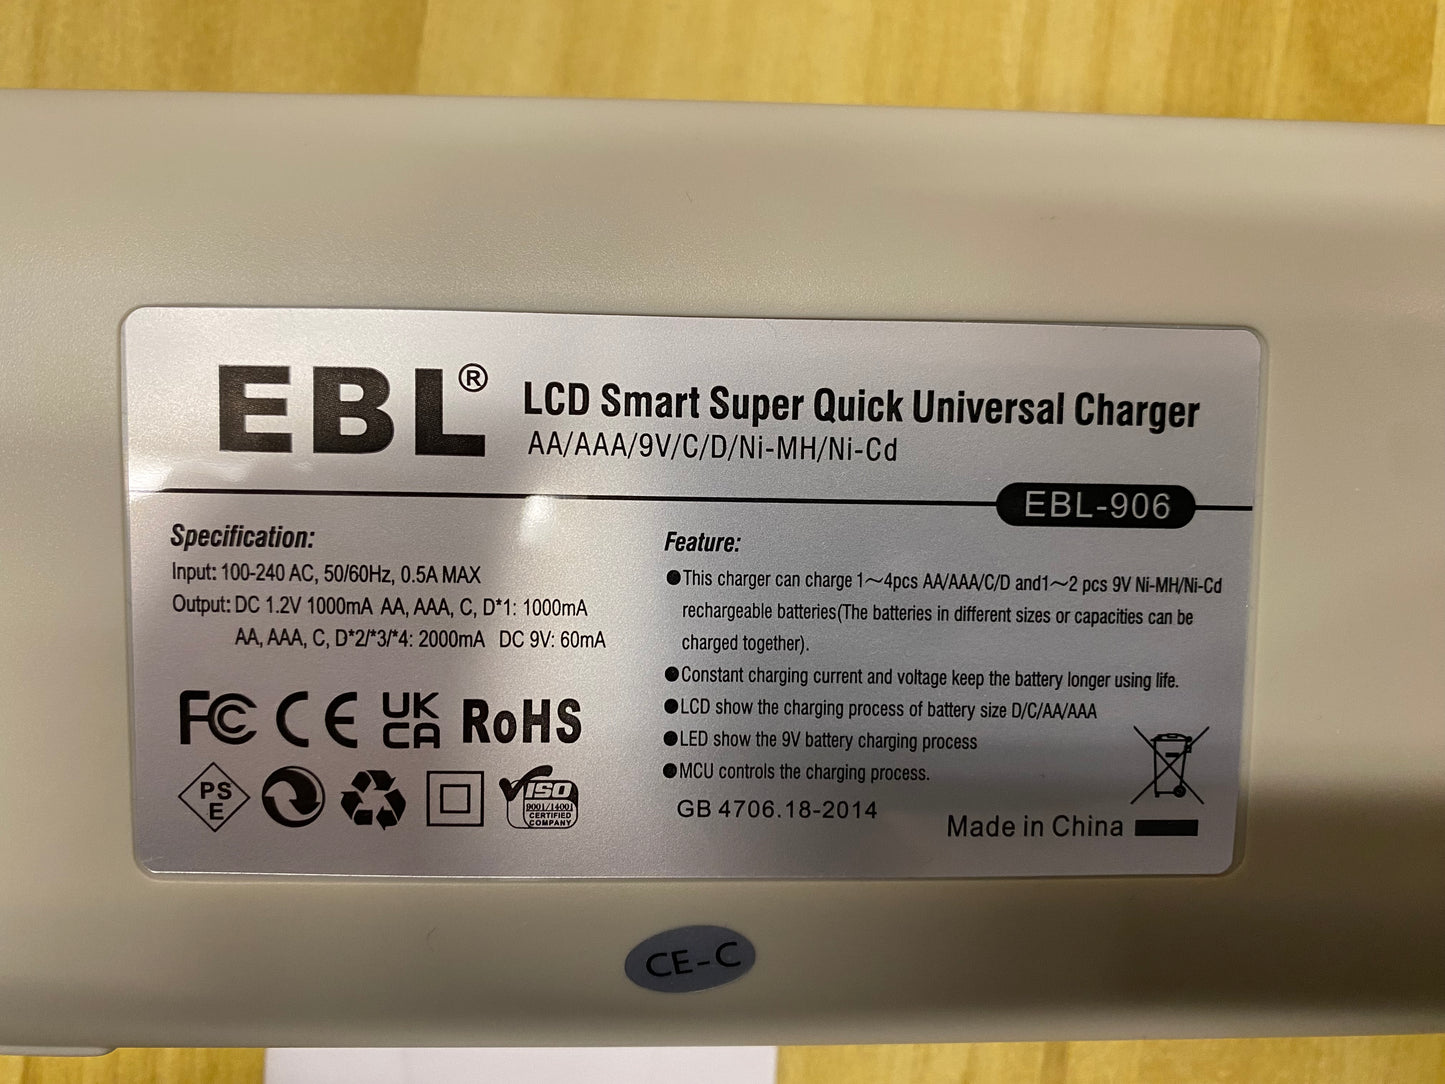 EBL®
LCD Smart Super Quick Universal Charger
AA/AAA/9V/C/D/Ni-MH/Ni-Cd
EBL-906
Specification:
Input: 100-240 AC, 50/60Hz, 0.5A MAX
Output: DC 1.2V 1000mA AA, AAA, C, D*1: 1000mA
AA, AAA, C, D*2/*3/*4: 2000mA DC 9V: 60mA
FC CE UK
CA RoHS
PS
E
ISO
9001/14001
CERTIFIED
COMPANY
Feature:
●This charger can charge 1～4pcs AA/AAA/C/D and1～2 pcs 9V Ni-MH/Ni-Cd
rechargeable batteries(The batteries in different sizes or capacities can be
charged together).
●Constant charging current and voltage keep the battery longer using life.
●LCD show the charging process of battery size D/C/AA/AAA
●LED show the 9V battery charging process
●MCU controls the charging process.
GB 4706.18-2014
Made in China
CE-C